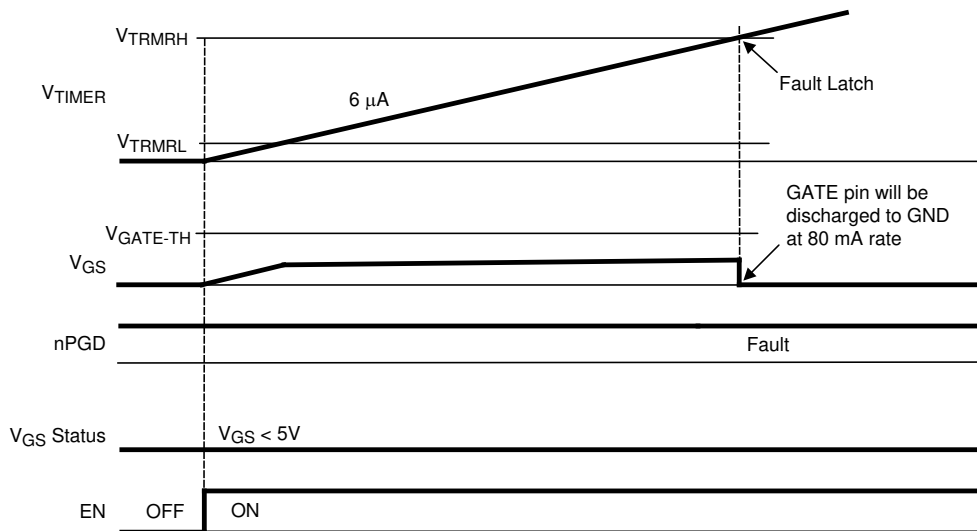 VTRMRH
Fault Latch
VTIMER
6 μA
VTRMRL
GATE pin will be
discharged to GND
at 80 mA rate
VGATE-TH
VGS
nPGD
Fault
VGS Status
VGS < 5V
EN OFF ON